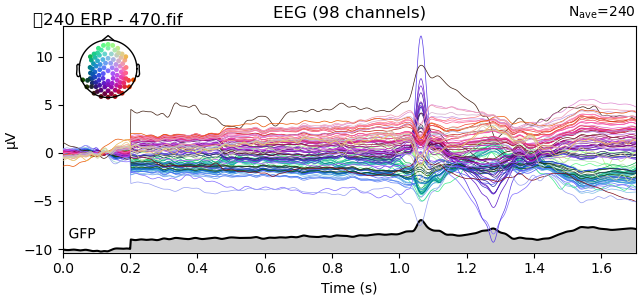 240 ERP - 470.fif
EEG (98 channels)
Nave=240
µV
10
5
0
−5
−10
GFP
0.0 0.2 0.4 0.6 0.8 1.0 1.2 1.4 1.6
Time (s)